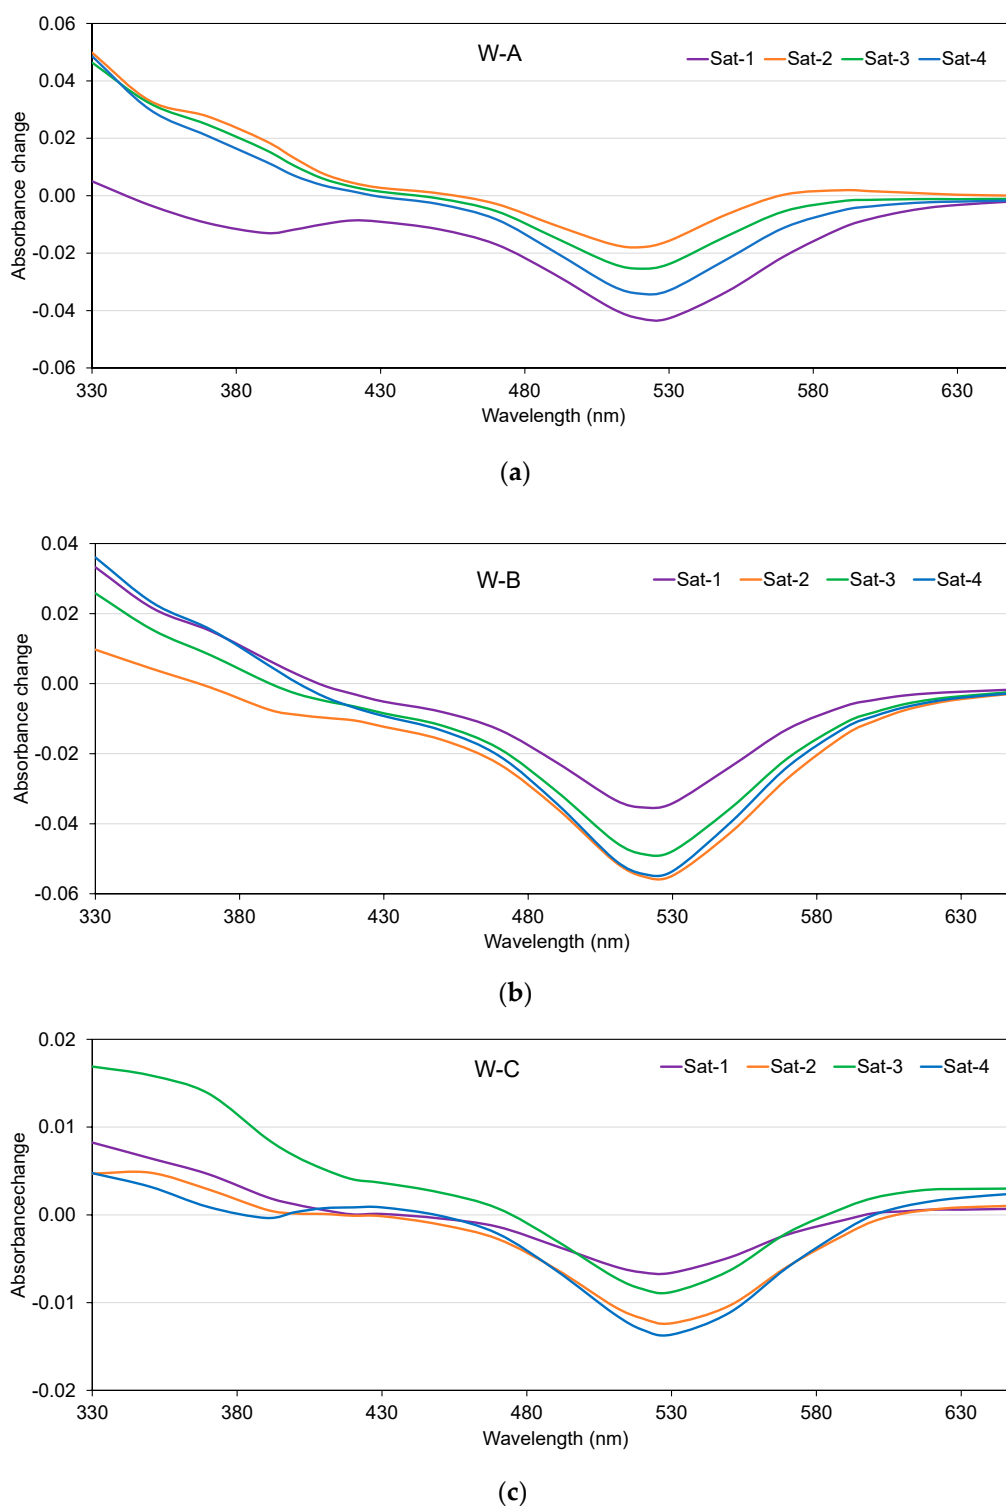 0.06
W-A
Sat-1 Sat-2 Sat-3 Sat-4
0.04
0.02
0.00
-0.02
-0.04
-0.06
Absorbance change
330 380 430 480 530 580 630
Wavelength (nm)
(a)
0.04
W-B
Sat-1 Sat-2 Sat-3 Sat-4
0.02
0.00
-0.02
-0.04
-0.06
Absorbance change
330 380 430 480 530 580 630
Wavelength (nm)
(b)
0.02
W-C
Sat-1 Sat-2 Sat-3 Sat-4
0.01
0.00
-0.01
-0.02
Absorbancechange
330 380 430 480 530 580 630
Wavelength (nm)
(c)